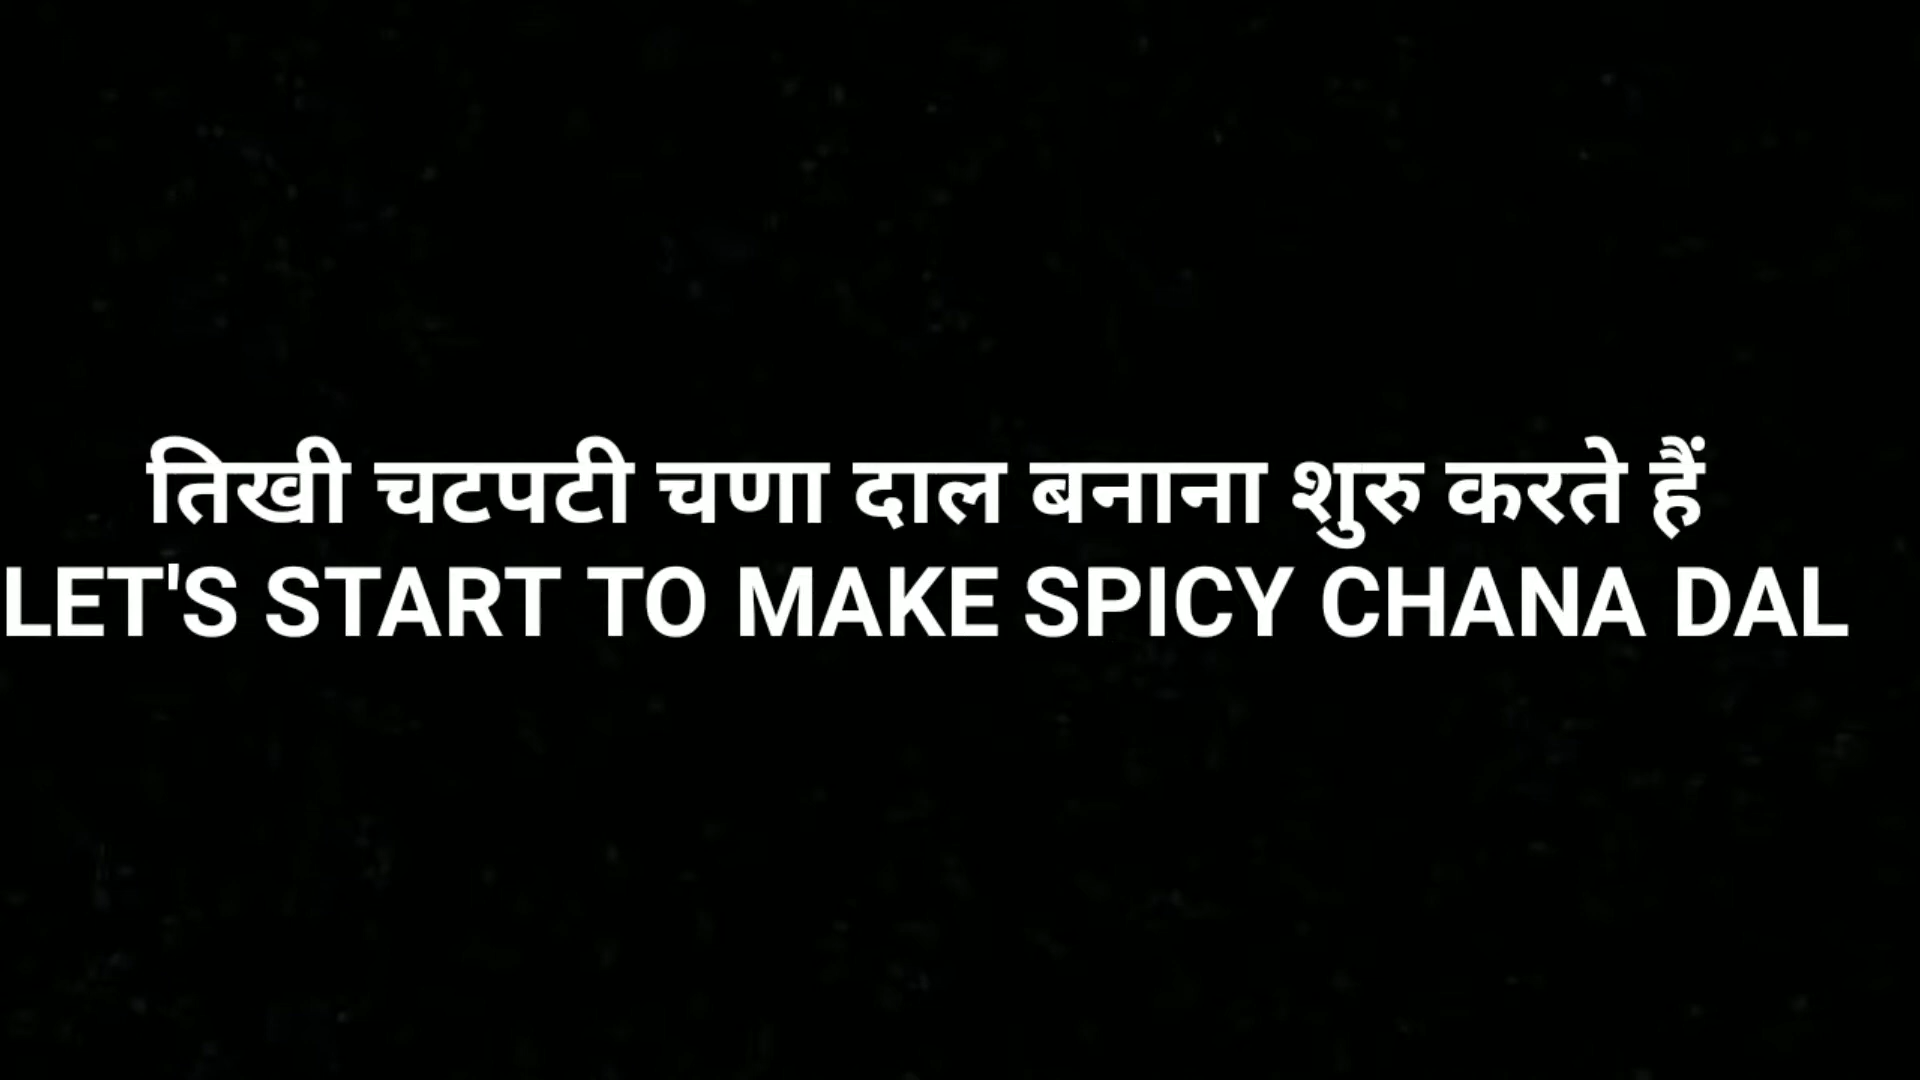 तिखी चटपटी चणा दाल बनाना शुरु करते हैं
LET'S START TO MAKE SPICY CHANA DAL